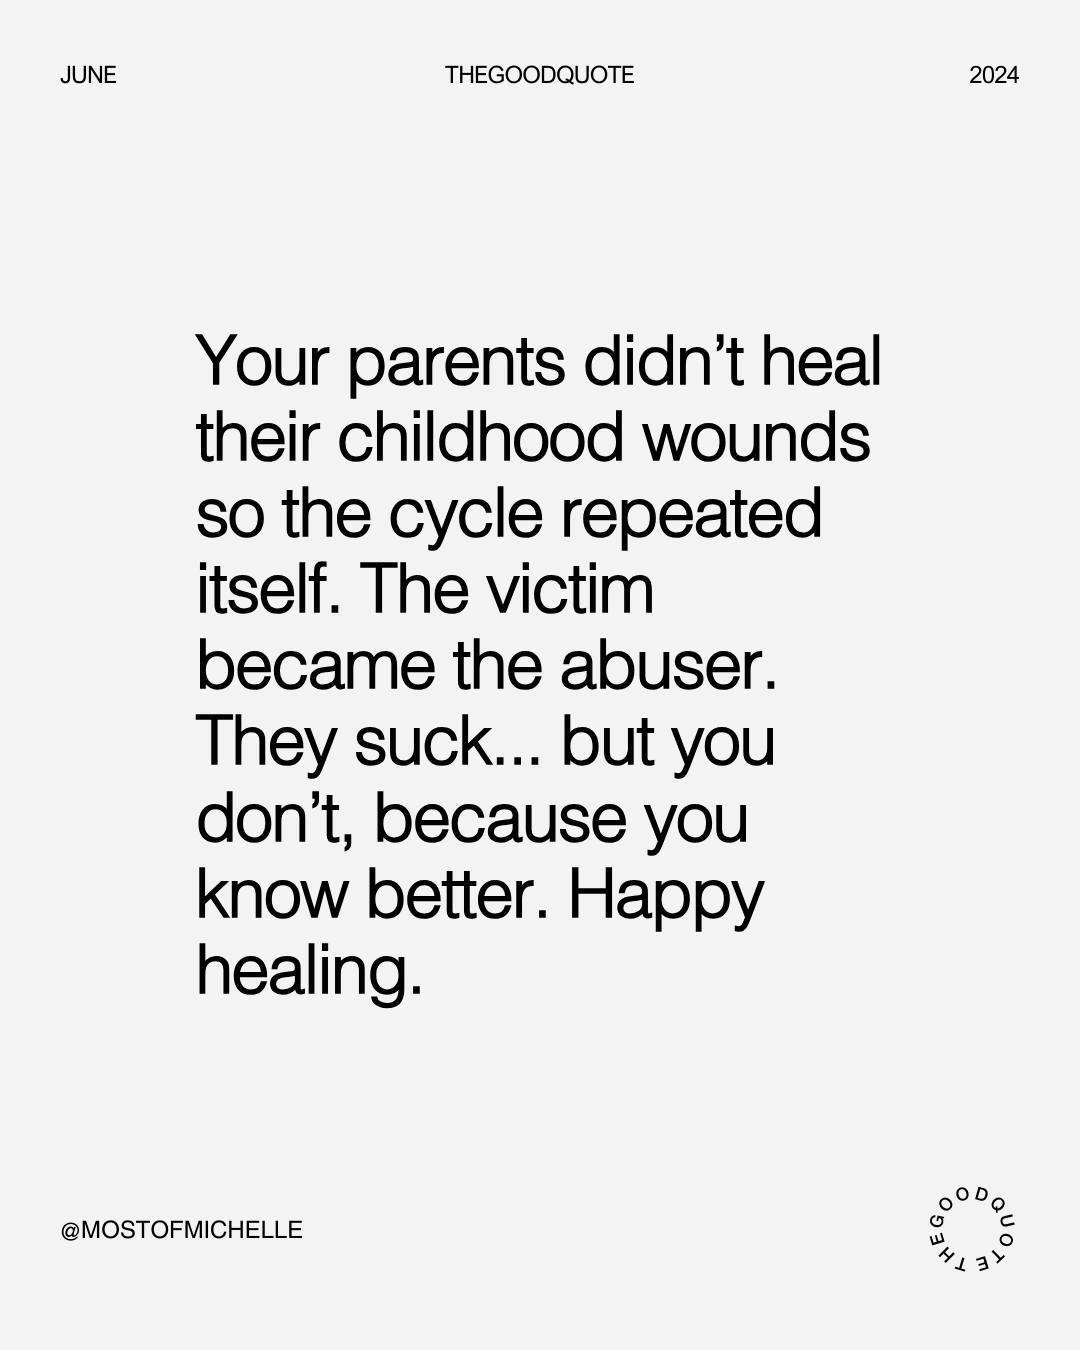 JUNE THEGOODQUOTE 2024
Your parents didn’t heal
their childhood wounds
so the cycle repeated
itself. The victim
became the abuser.
They suck... but you
don’t, because you
know better. Happy
healing.
@MOSTOFMICHELLE
THEGOODQUOTE